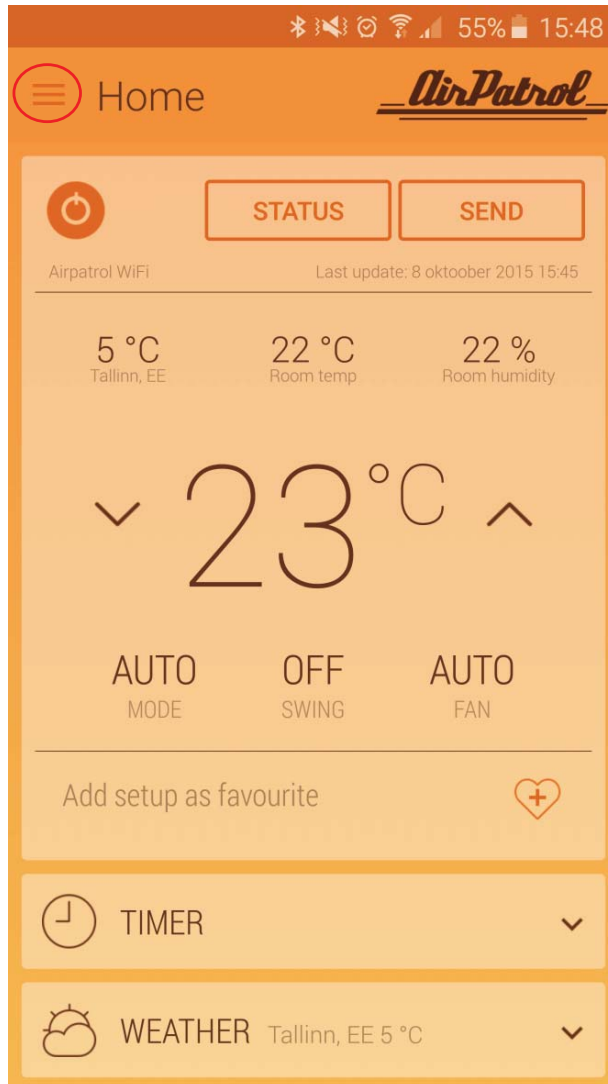 55% 15:48
Home AirPatrol
STATUS SEND
Airpatrol WiFi Last update: 8 oktoober 2015 15:45
5 °C 22 °C 22 %
Tallinn, EE Room temp Room humidity
23°C
AUTO OFF AUTO
MODE SWING FAN
Add setup as favourite
TIMER
WEATHER Tallinn, EE 5 °C